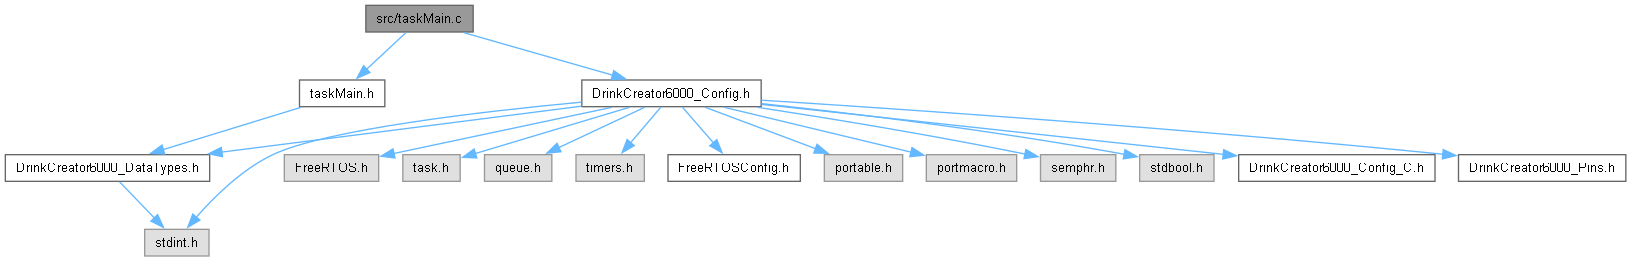 src/taskMain.c
taskMain.h
DrinkCreator6000_Config.h
DrinkCreator6000_DataTypes.h
FreeRTOS.h
task.h
queue.h
timers.h
FreeRTOSConfig.h
portable.h
portmacro.h
semphr.h
stdbool.h
DrinkCreator6000_Config_C.h
DrinkCreator6000_Pins.h
stdint.h